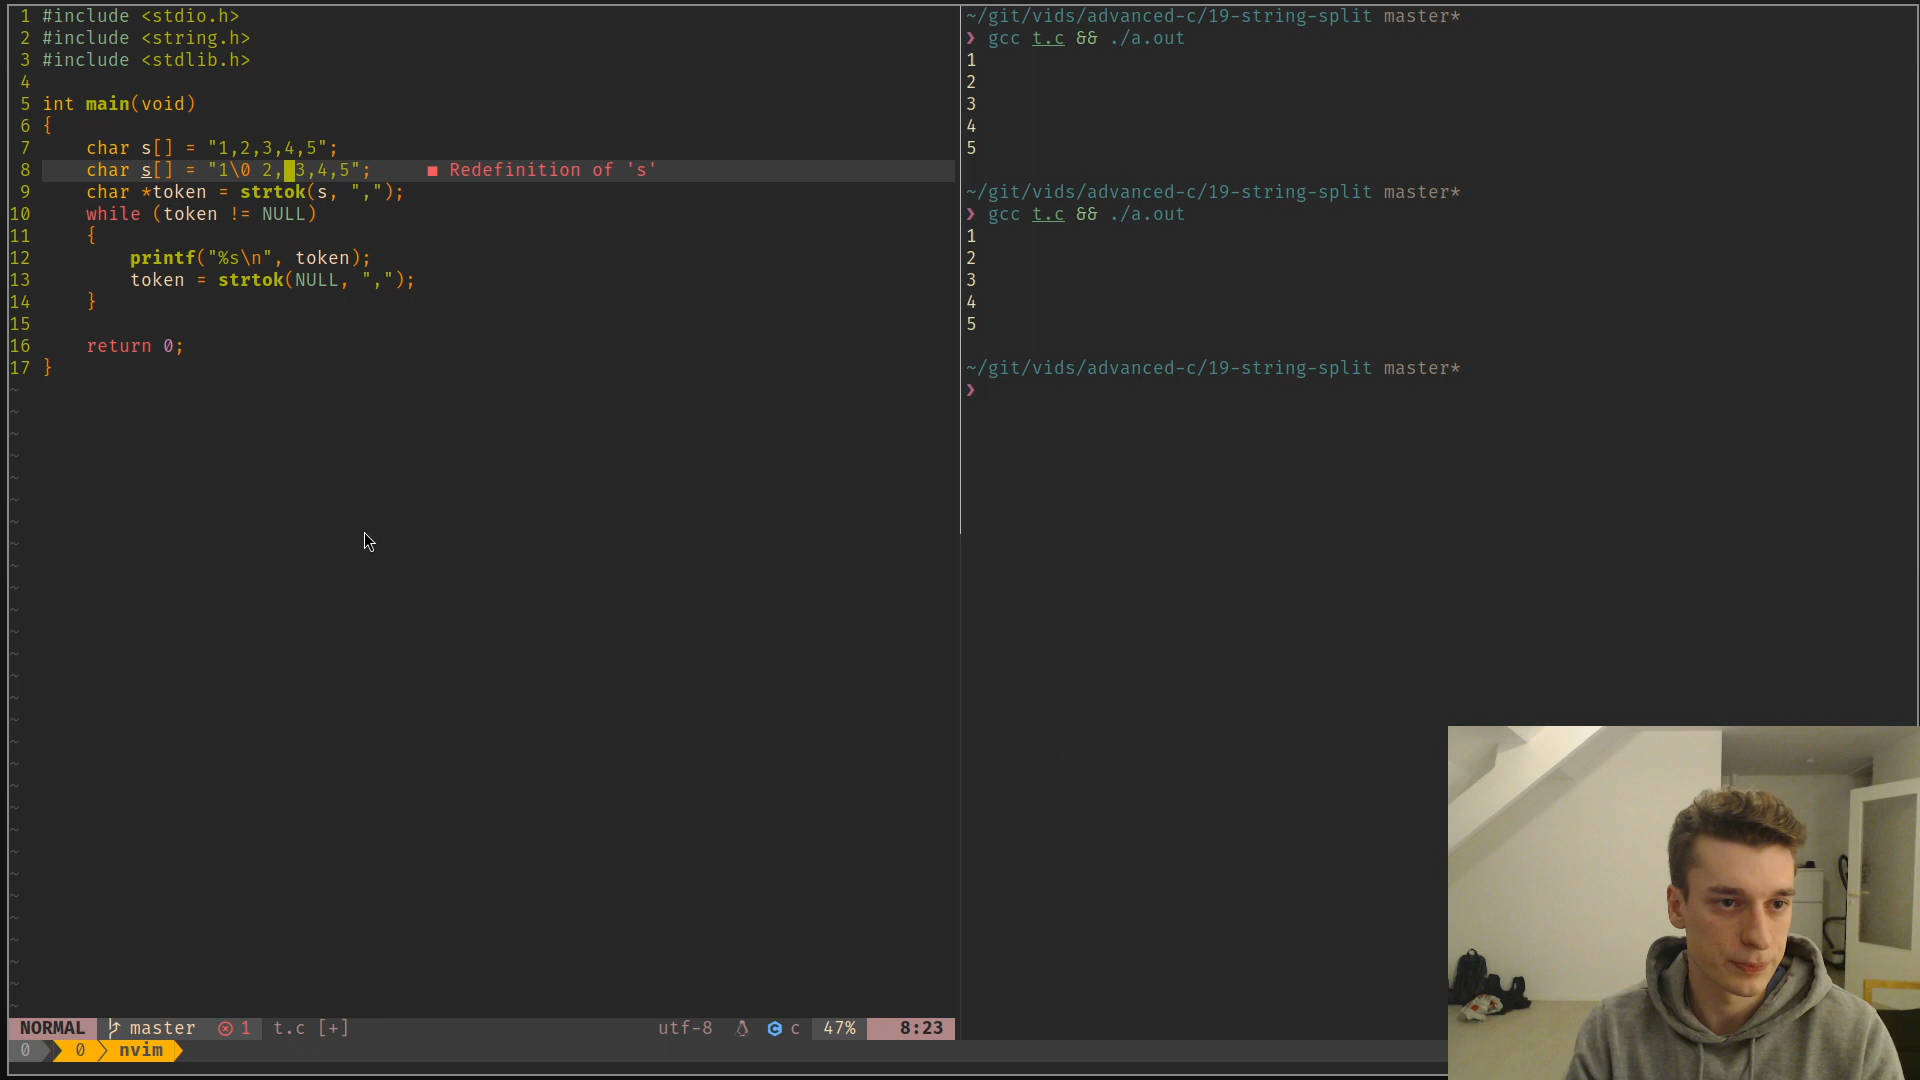 1 #include <stdio.h>
2 #include <string.h>
3 #include <stdlib.h>
4
5 int main(void)
6 {
7     char s[] = "1,2,3,4,5";
8     char s[] = "1\0 2, 3,4,5";     ■ Redefinition of 's'
9     char *token = strtok(s, ",");
10     while (token != NULL)
11     {
12         printf("%s\n", token);
13         token = strtok(NULL, ",");
14     }
15
16     return 0;
17 }
NORMAL master 1 t.c [+] utf-8 c 47% 8:23
0 0 nvim
~/git/vids/advanced-c/19-string-split master*
❯ gcc t.c && ./a.out
1
2
3
4
5
~/git/vids/advanced-c/19-string-split master*
❯ gcc t.c && ./a.out
1
2
3
4
5
~/git/vids/advanced-c/19-string-split master*
❯